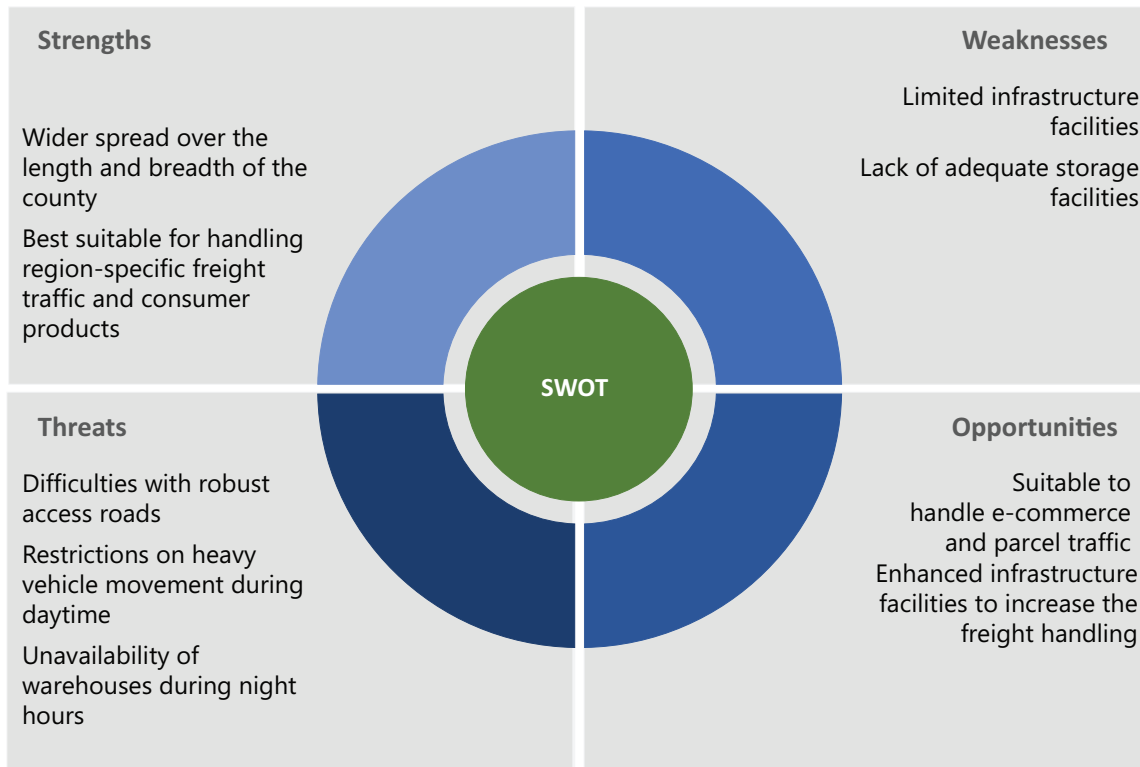 Strengths
Wider spread over the
length and breadth of the
county
Best suitable for handling
region-specific freight
traffic and consumer
products
Weaknesses
Limited infrastructure
facilities
Lack of adequate storage
facilities
SWOT
Threats
Difficulties with robust
access roads
Restrictions on heavy
vehicle movement during
daytime
Unavailability of
warehouses during night
hours
Opportunities
Suitable to
handle e-commerce
and parcel traffic
Enhanced infrastructure
facilities to increase the
freight handling